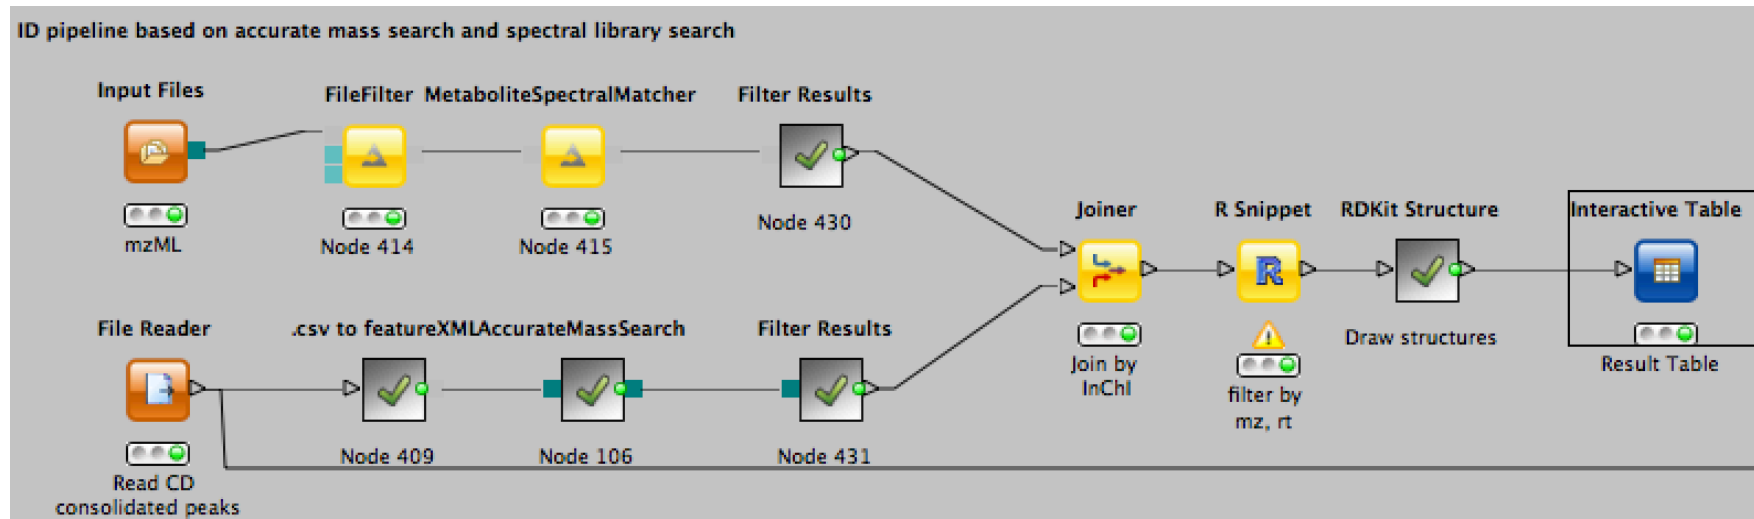 ID pipeline based on accurate mass search and spectral library search
Input Files
FileFilter
MetaboliteSpectralMatcher
Filter Results
mzML
Node 414
Node 415
Node 430
Joiner
R Snippet
RDKit Structure
Interactive Table
R
Join by
InChI
filter by
mz, rt
Draw structures
Result Table
File Reader
.csv to featureXML
AccurateMassSearch
Filter Results
Read CD
consolidated peaks
Node 409
Node 106
Node 431